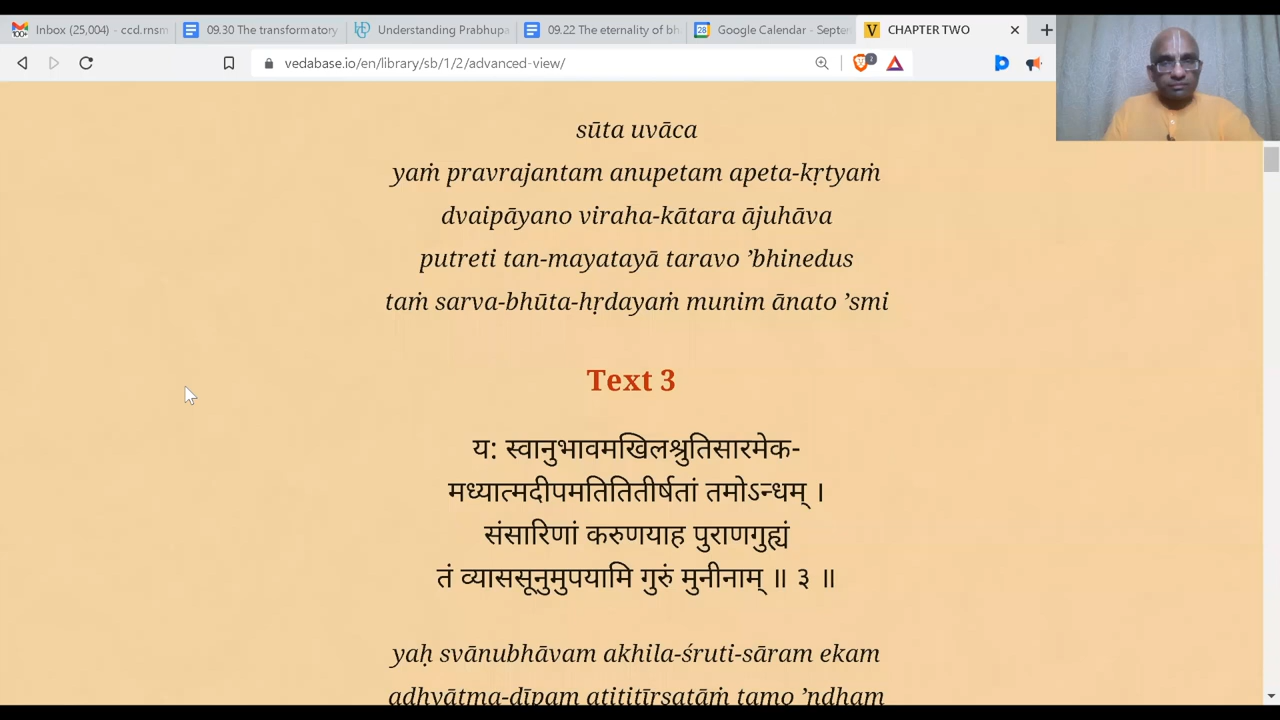 Inbox (25,004) - ccd.rns
09.30 The transformatory
Understanding Prabhupa
09.22 The eternality of bh
Google Calendar - Septe
CHAPTER TWO
vedabase.io/en/library/sb/1/2/advanced-view/
sūta uvāca
yaṁ pravrajantam anupetam apeta-kṛtyaṁ
dvaipāyano viraha-kātara ājuhāva
putreti tan-mayatayā taravo ’bhinedus
taṁ sarva-bhūta-hṛdayaṁ munim ānato ’smi
Text 3
य: स्वानुभावमखिलश्रुतिसारमेक-
मध्यात्मदीपमतितितीर्षतां तमोऽन्धम् ।
संसारिणां करुणयाह पुराणगुह्यं
तं व्याससूनुमुपयामि गुरुं मुनीनाम् ॥ ३ ॥
yaḥ svānubhāvam akhila-śruti-sāram ekam
adhyātma-dīpam atititīrṣatāṁ tamo ’ndham